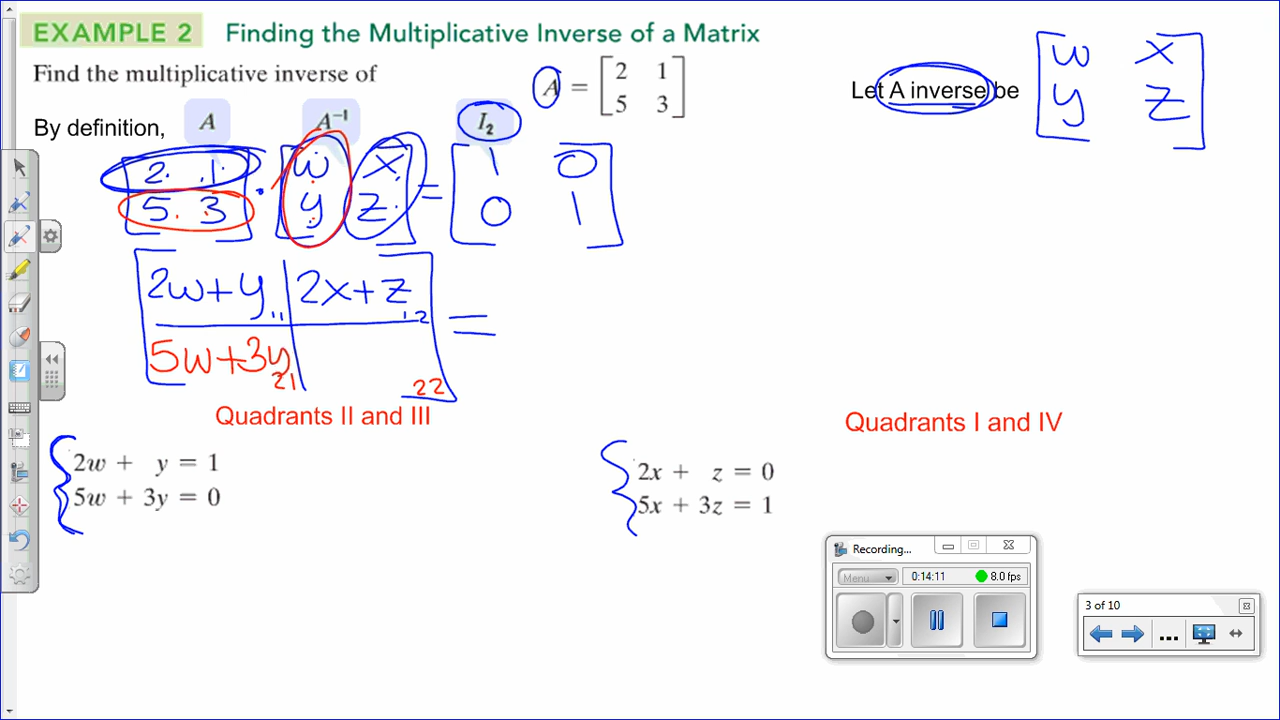 EXAMPLE 2 Finding the Multiplicative Inverse of a Matrix
Find the multiplicative inverse of
A = [ 2 1
5 3 ]
Let A inverse be
[ w x
y z ]
By definition, A A⁻¹ I₂
[ 2 1 ] · [ w x ] = [ 1 0 ]
[ 5 3 ] [ y z ] [ 0 1 ]
2w+y 11 2x+z 12 =
5w+3y 21 22
Quadrants II and III
Quadrants I and IV
2w + y = 1
5w + 3y = 0
2x + z = 0
5x + 3z = 1
Recording...
Menu 0:14:11 8.0 fps
3 of 10
...